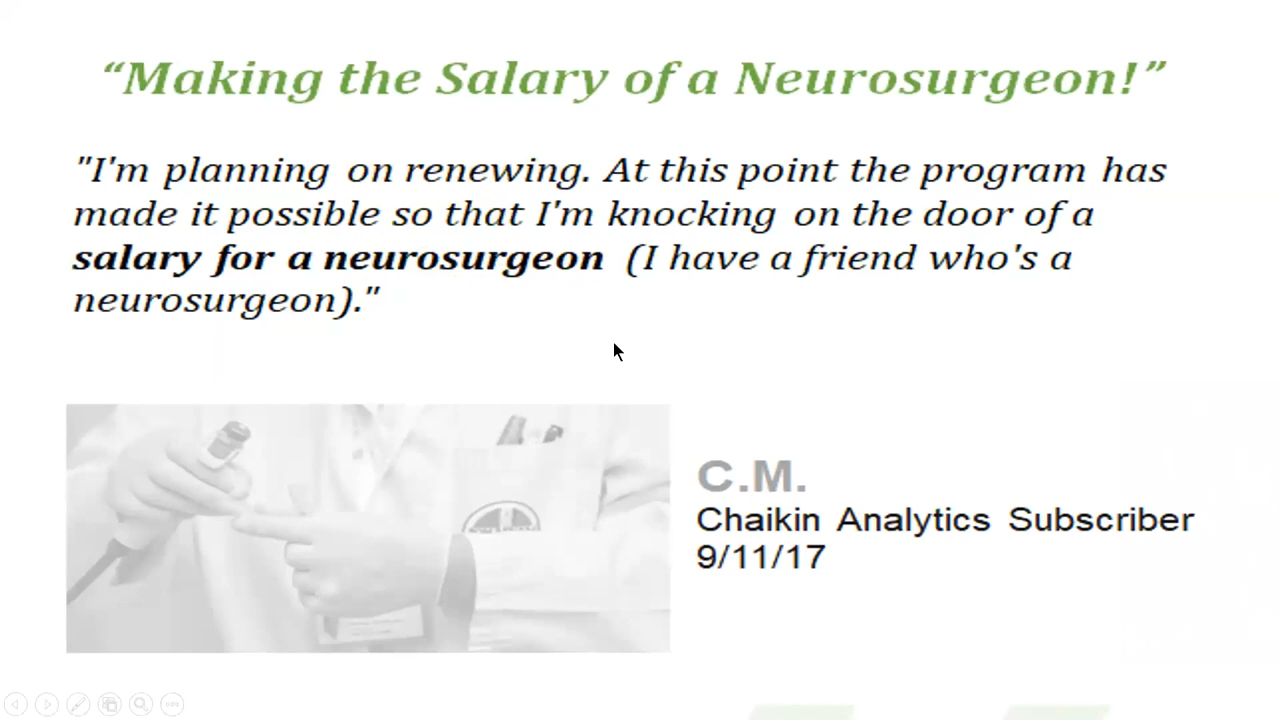 “Making the Salary of a Neurosurgeon!”
"I'm planning on renewing. At this point the program has
made it possible so that I'm knocking on the door of a
salary for a neurosurgeon (I have a friend who's a
neurosurgeon)."
C.M.
Chaikin Analytics Subscriber
9/11/17